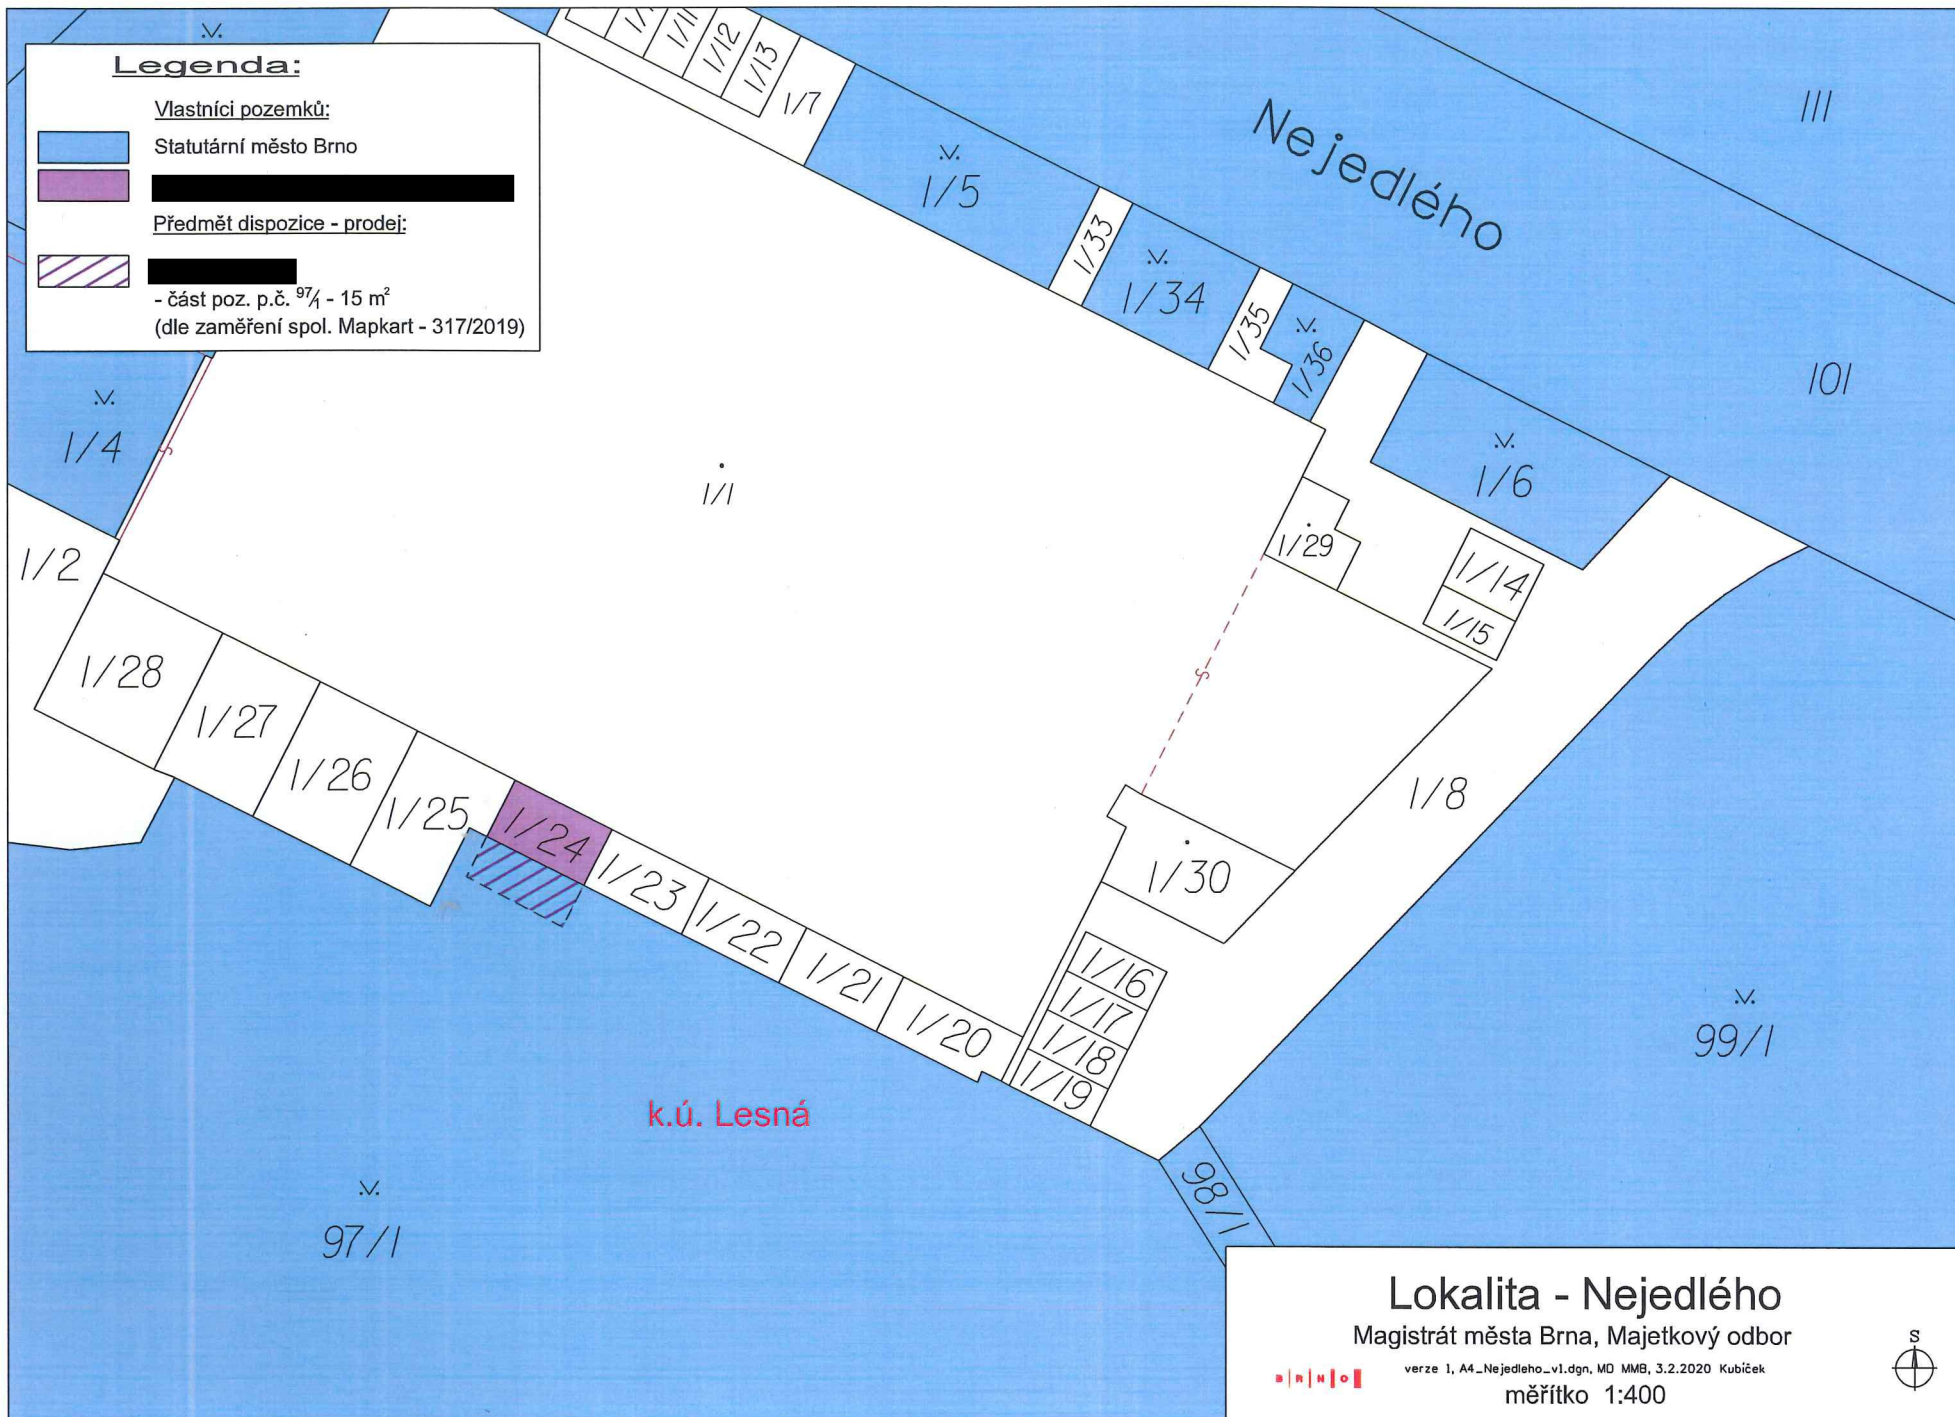 Legenda:
Vlastníci pozemků:
Statutární město Brno
Předmět dispozice - prodej:
- část poz. p.č. 97/1 - 15 m²
(dle zaměření spol. Mapkart - 317/2019)
1/11
1/12
1/13
1/7
1/5
Nejedlého
111
1/33
1/34
1/35
1/36
101
1/4
1/1
1/6
1/2
1/29
1/14
1/15
1/28
1/27
1/26
1/25
1/24
1/23
1/22
1/21
1/20
1/8
1/30
1/16
1/17
1/18
1/19
99/1
k.ú. Lesná
98/1
97/1
Lokalita - Nejedlého
Magistrát města Brna, Majetkový odbor
verze 1, A4_Nejedleho_v1.dgn, MO MMB, 3.2.2020 Kubíček
měřítko 1:400
BRNO
S